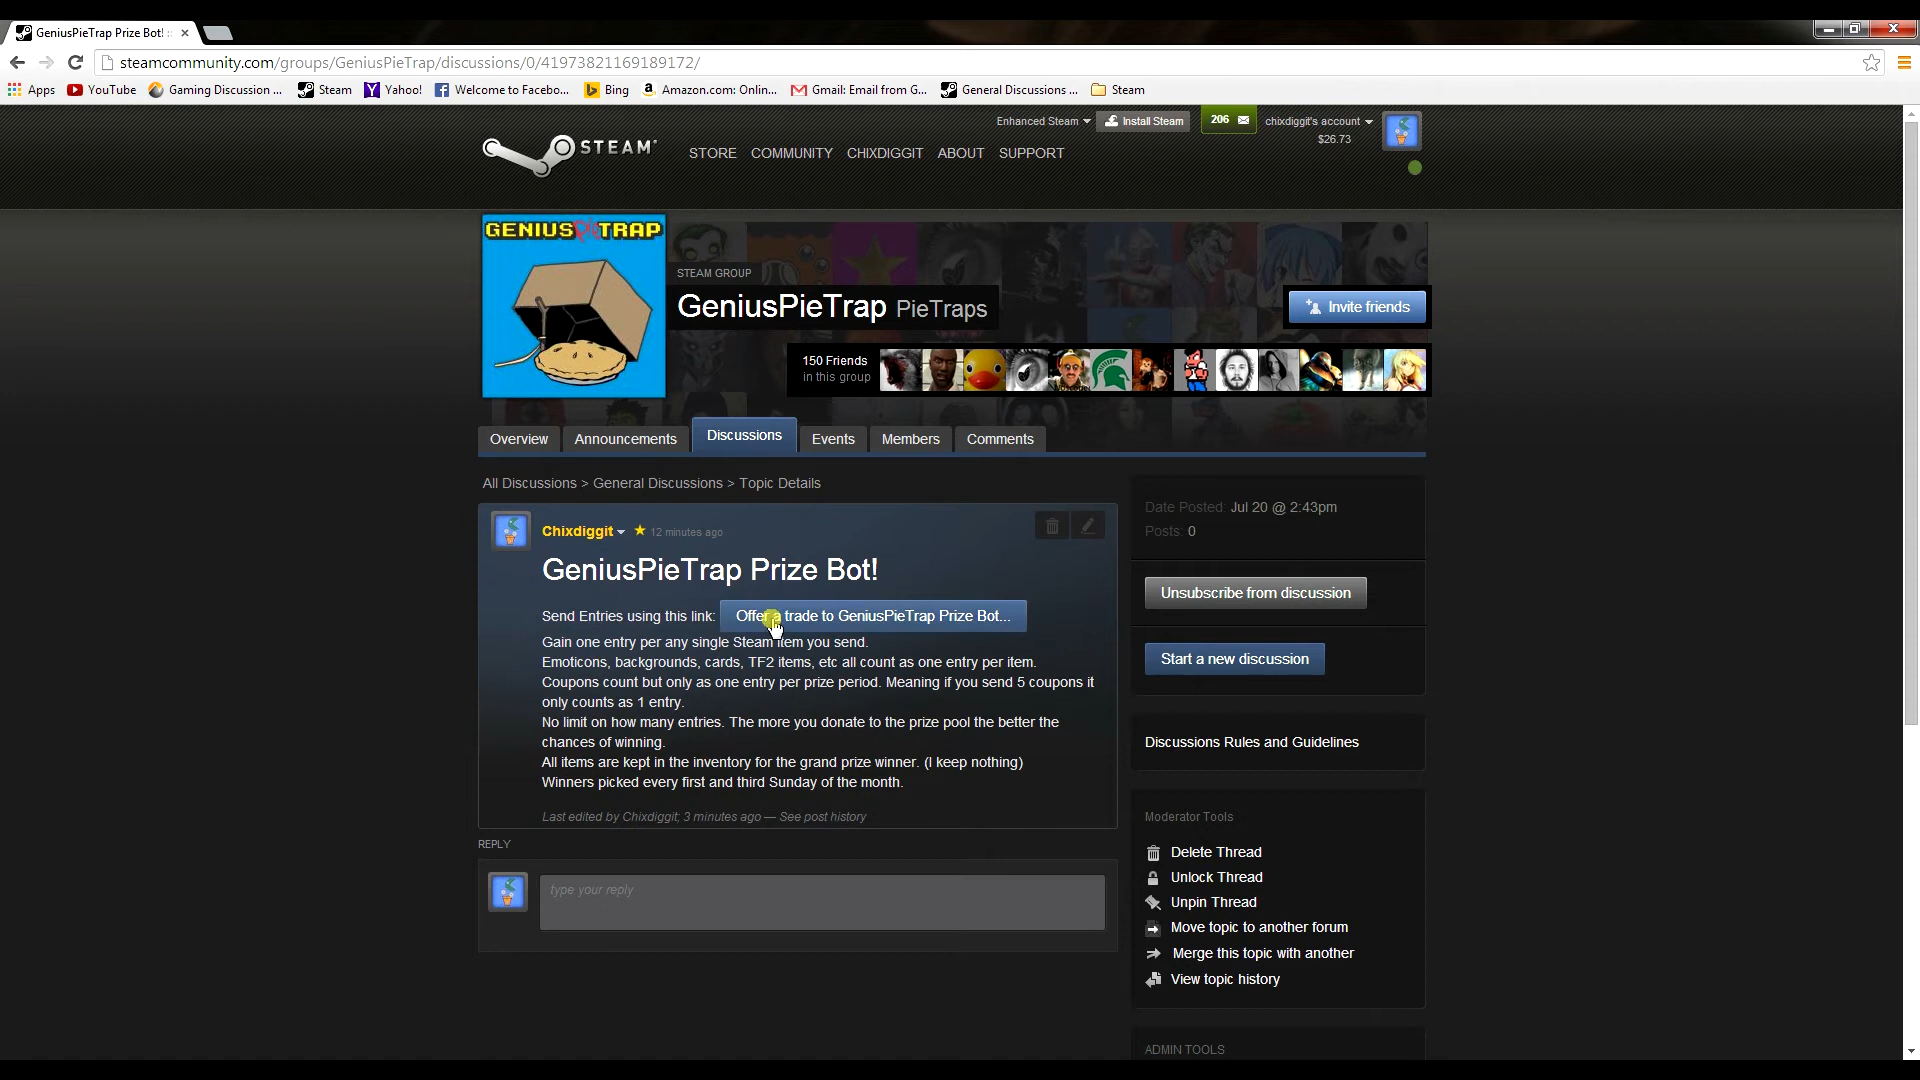 GeniusPieTrap Prize Bot! ::
steamcommunity.com/groups/GeniusPieTrap/discussions/0/41973821169189172/
Apps YouTube Gaming Discussion ... Steam Yahoo! Welcome to Facebo... Bing Amazon.com: Onlin... Gmail: Email from G... General Discussions ... Steam
Enhanced Steam Install Steam 206 chixdiggit's account
$26.73
STEAM
STORE COMMUNITY CHIXDIGGIT ABOUT SUPPORT
GENIUS Pie TRAP
STEAM GROUP
GeniusPieTrap PieTraps
Invite friends
150 Friends
in this group
Overview Announcements Discussions Events Members Comments
All Discussions > General Discussions > Topic Details
Chixdiggit 12 minutes ago
GeniusPieTrap Prize Bot!
Send Entries using this link: Offer a trade to GeniusPieTrap Prize Bot...
Gain one entry per any single Steam item you send.
Emoticons, backgrounds, cards, TF2 items, etc all count as one entry per item.
Coupons count but only as one entry per prize period. Meaning if you send 5 coupons it
only counts as 1 entry.
No limit on how many entries. The more you donate to the prize pool the better the
chances of winning.
All items are kept in the inventory for the grand prize winner. (I keep nothing)
Winners picked every first and third Sunday of the month.
Last edited by Chixdiggit; 3 minutes ago — See post history
REPLY
type your reply
Date Posted: Jul 20 @ 2:43pm
Posts: 0
Unsubscribe from discussion
Start a new discussion
Discussions Rules and Guidelines
Moderator Tools
Delete Thread
Unlock Thread
Unpin Thread
Move topic to another forum
Merge this topic with another
View topic history
ADMIN TOOLS